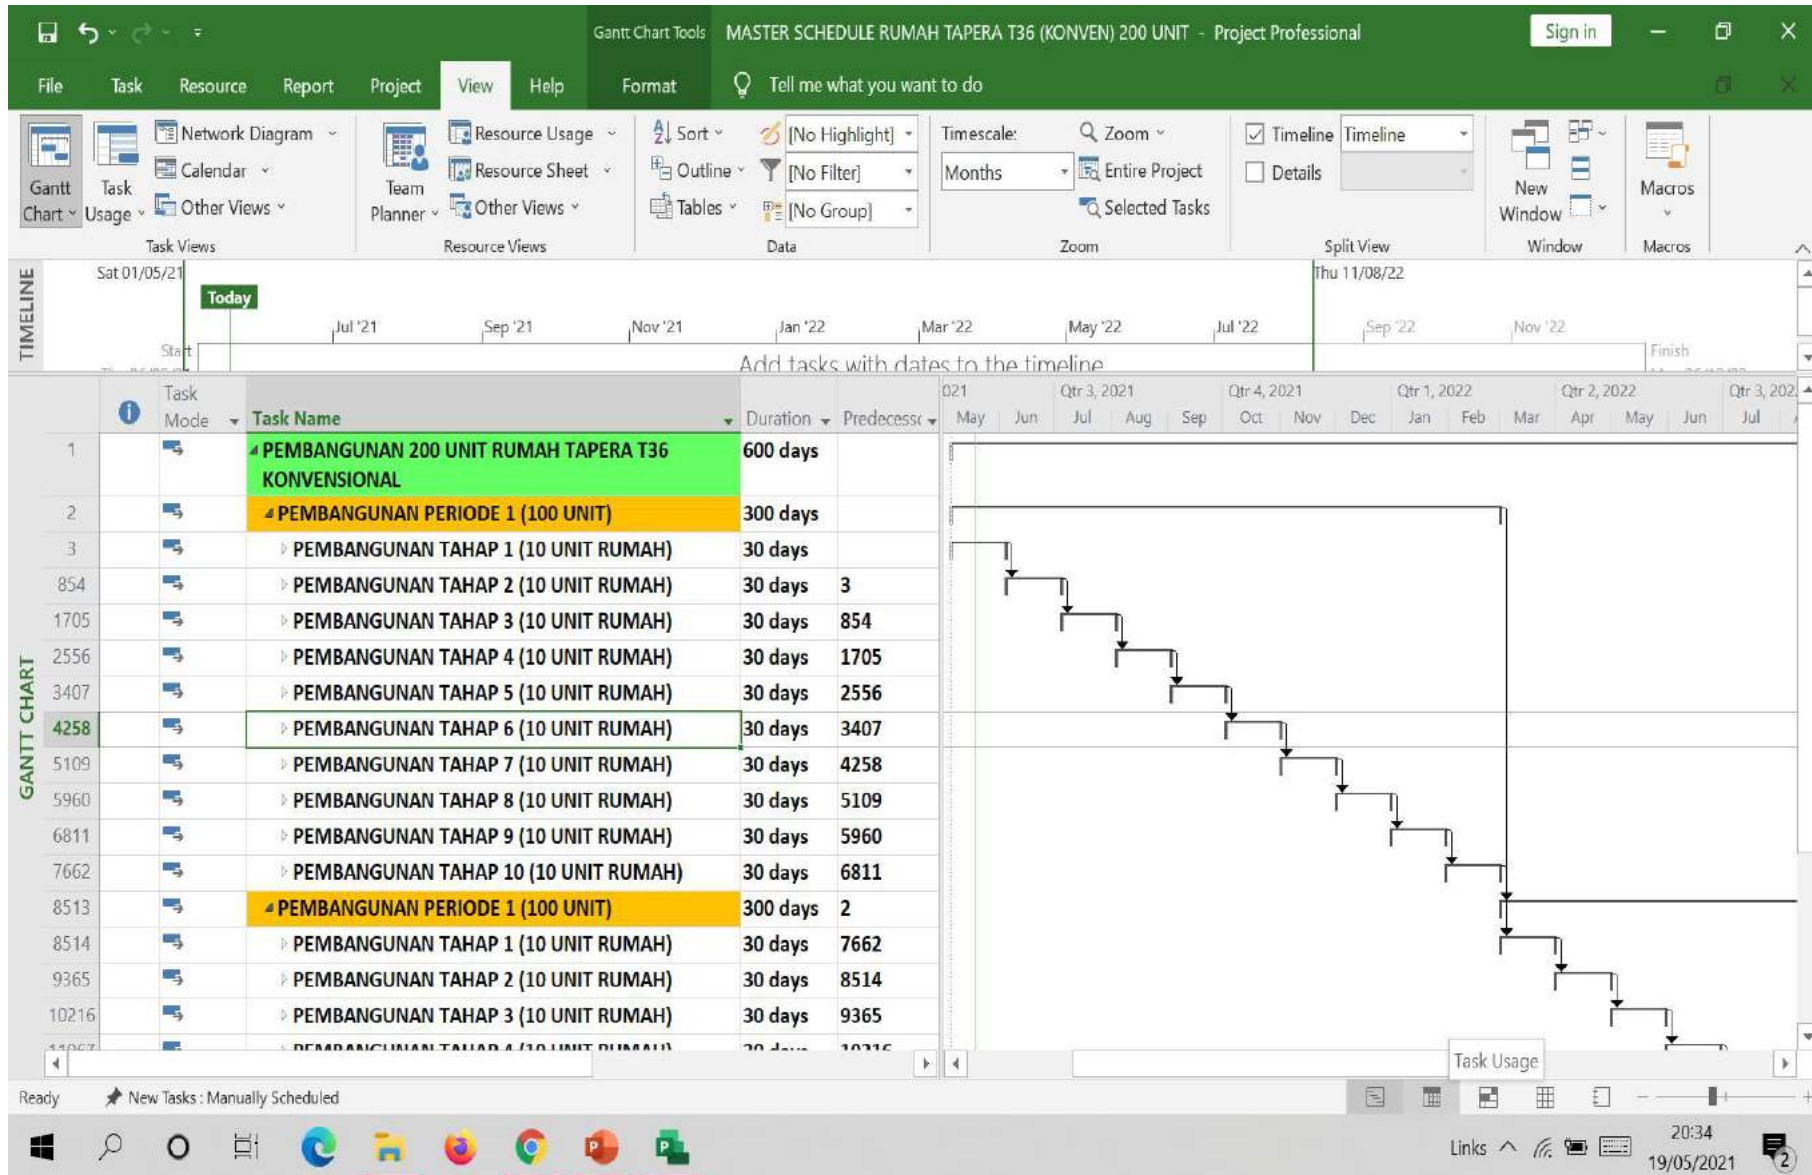 Gantt Chart Tools MASTER SCHEDULE RUMAH TAPERA T36 (KONVEN) 200 UNIT - Project Professional Sign in
File Task Resource Report Project View Help Format Tell me what you want to do
Gantt Chart
Task Usage
Network Diagram
Calendar
Other Views
Task Views
Team Planner
Resource Usage
Resource Sheet
Other Views
Resource Views
Sort
Outline
Tables
[No Highlight]
[No Filter]
[No Group]
Data
Timescale:
Months
Zoom
Entire Project
Selected Tasks
Zoom
Timeline Timeline
Details
Split View
New Window
Window
Macros
Macros
TIMELINE
Sat 01/05/21 Thu 11/08/22
Today
Jul '21 Sep '21 Nov '21 Jan '22 Mar '22 May '22 Jul '22 Sep '22 Nov '22
Start Add tasks with dates to the timeline Finish
GANTT CHART
Task Mode Task Name Duration Predecessc
021 Qtr 3, 2021 Qtr 4, 2021 Qtr 1, 2022 Qtr 2, 2022 Qtr 3, 202
May Jun Jul Aug Sep Oct Nov Dec Jan Feb Mar Apr May Jun Jul
1 PEMBANGUNAN 200 UNIT RUMAH TAPERA T36 600 days
KONVENSIONAL
2 PEMBANGUNAN PERIODE 1 (100 UNIT) 300 days
3 PEMBANGUNAN TAHAP 1 (10 UNIT RUMAH) 30 days
854 PEMBANGUNAN TAHAP 2 (10 UNIT RUMAH) 30 days 3
1705 PEMBANGUNAN TAHAP 3 (10 UNIT RUMAH) 30 days 854
2556 PEMBANGUNAN TAHAP 4 (10 UNIT RUMAH) 30 days 1705
3407 PEMBANGUNAN TAHAP 5 (10 UNIT RUMAH) 30 days 2556
4258 PEMBANGUNAN TAHAP 6 (10 UNIT RUMAH) 30 days 3407
5109 PEMBANGUNAN TAHAP 7 (10 UNIT RUMAH) 30 days 4258
5960 PEMBANGUNAN TAHAP 8 (10 UNIT RUMAH) 30 days 5109
6811 PEMBANGUNAN TAHAP 9 (10 UNIT RUMAH) 30 days 5960
7662 PEMBANGUNAN TAHAP 10 (10 UNIT RUMAH) 30 days 6811
8513 PEMBANGUNAN PERIODE 1 (100 UNIT) 300 days 2
8514 PEMBANGUNAN TAHAP 1 (10 UNIT RUMAH) 30 days 7662
9365 PEMBANGUNAN TAHAP 2 (10 UNIT RUMAH) 30 days 8514
10216 PEMBANGUNAN TAHAP 3 (10 UNIT RUMAH) 30 days 9365
11067 PEMBANGUNAN TAHAP 4 (10 UNIT RUMAH) 30 days 10216
Task Usage
Ready New Tasks : Manually Scheduled
Links 20:34
19/05/2021 2